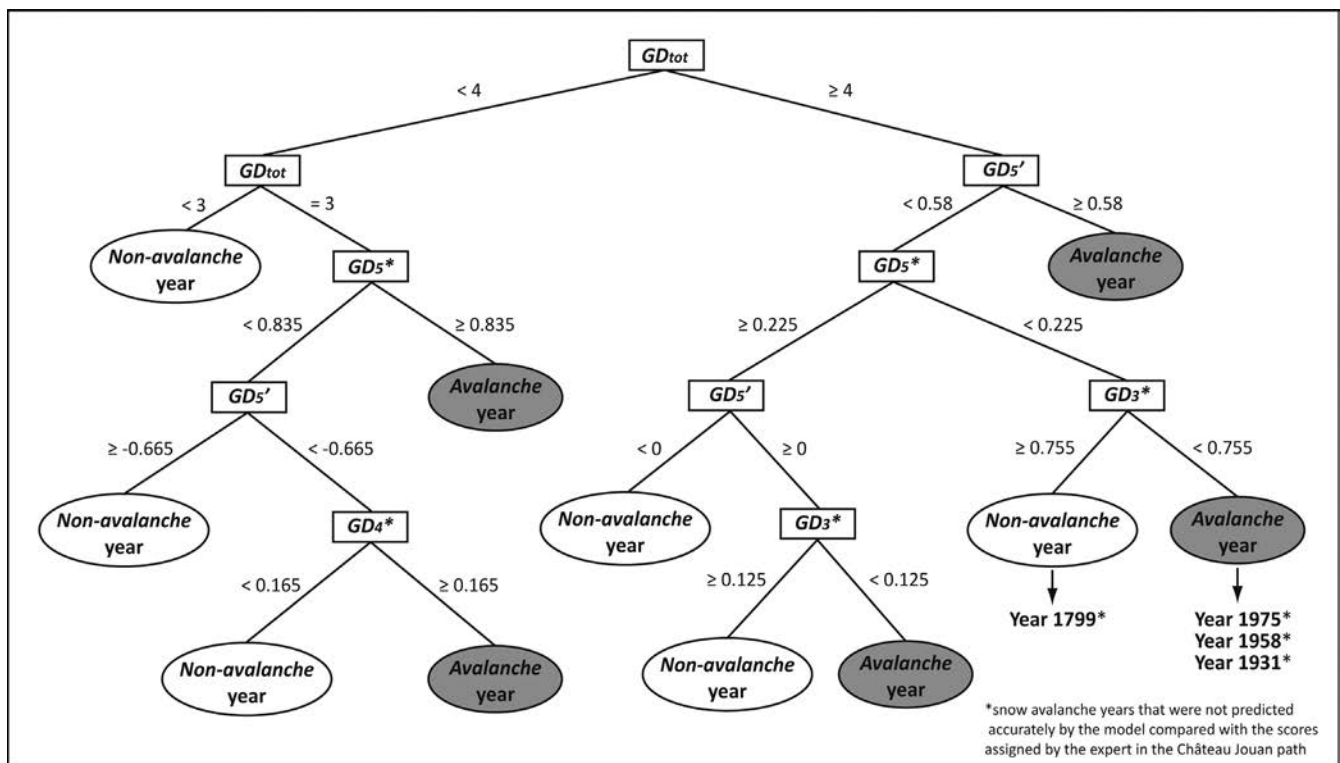 GDtot
< 4
≥ 4
GDtot
GD5'
< 3
= 3
< 0.58
≥ 0.58
Non-avalanche
year
GD5*
GD5*
Avalanche
year
< 0.835
≥ 0.835
≥ 0.225
< 0.225
GD5'
Avalanche
year
GD5'
GD3*
≥ -0.665
< -0.665
< 0
≥ 0
≥ 0.755
< 0.755
Non-avalanche
year
GD4*
Non-avalanche
year
GD3*
Non-avalanche
year
Avalanche
year
< 0.165
≥ 0.165
≥ 0.125
< 0.125
Year 1799*
Year 1975*
Year 1958*
Year 1931*
Non-avalanche
year
Avalanche
year
Non-avalanche
year
Avalanche
year
*snow avalanche years that were not predicted
accurately by the model compared with the scores
assigned by the expert in the Château Jouan path